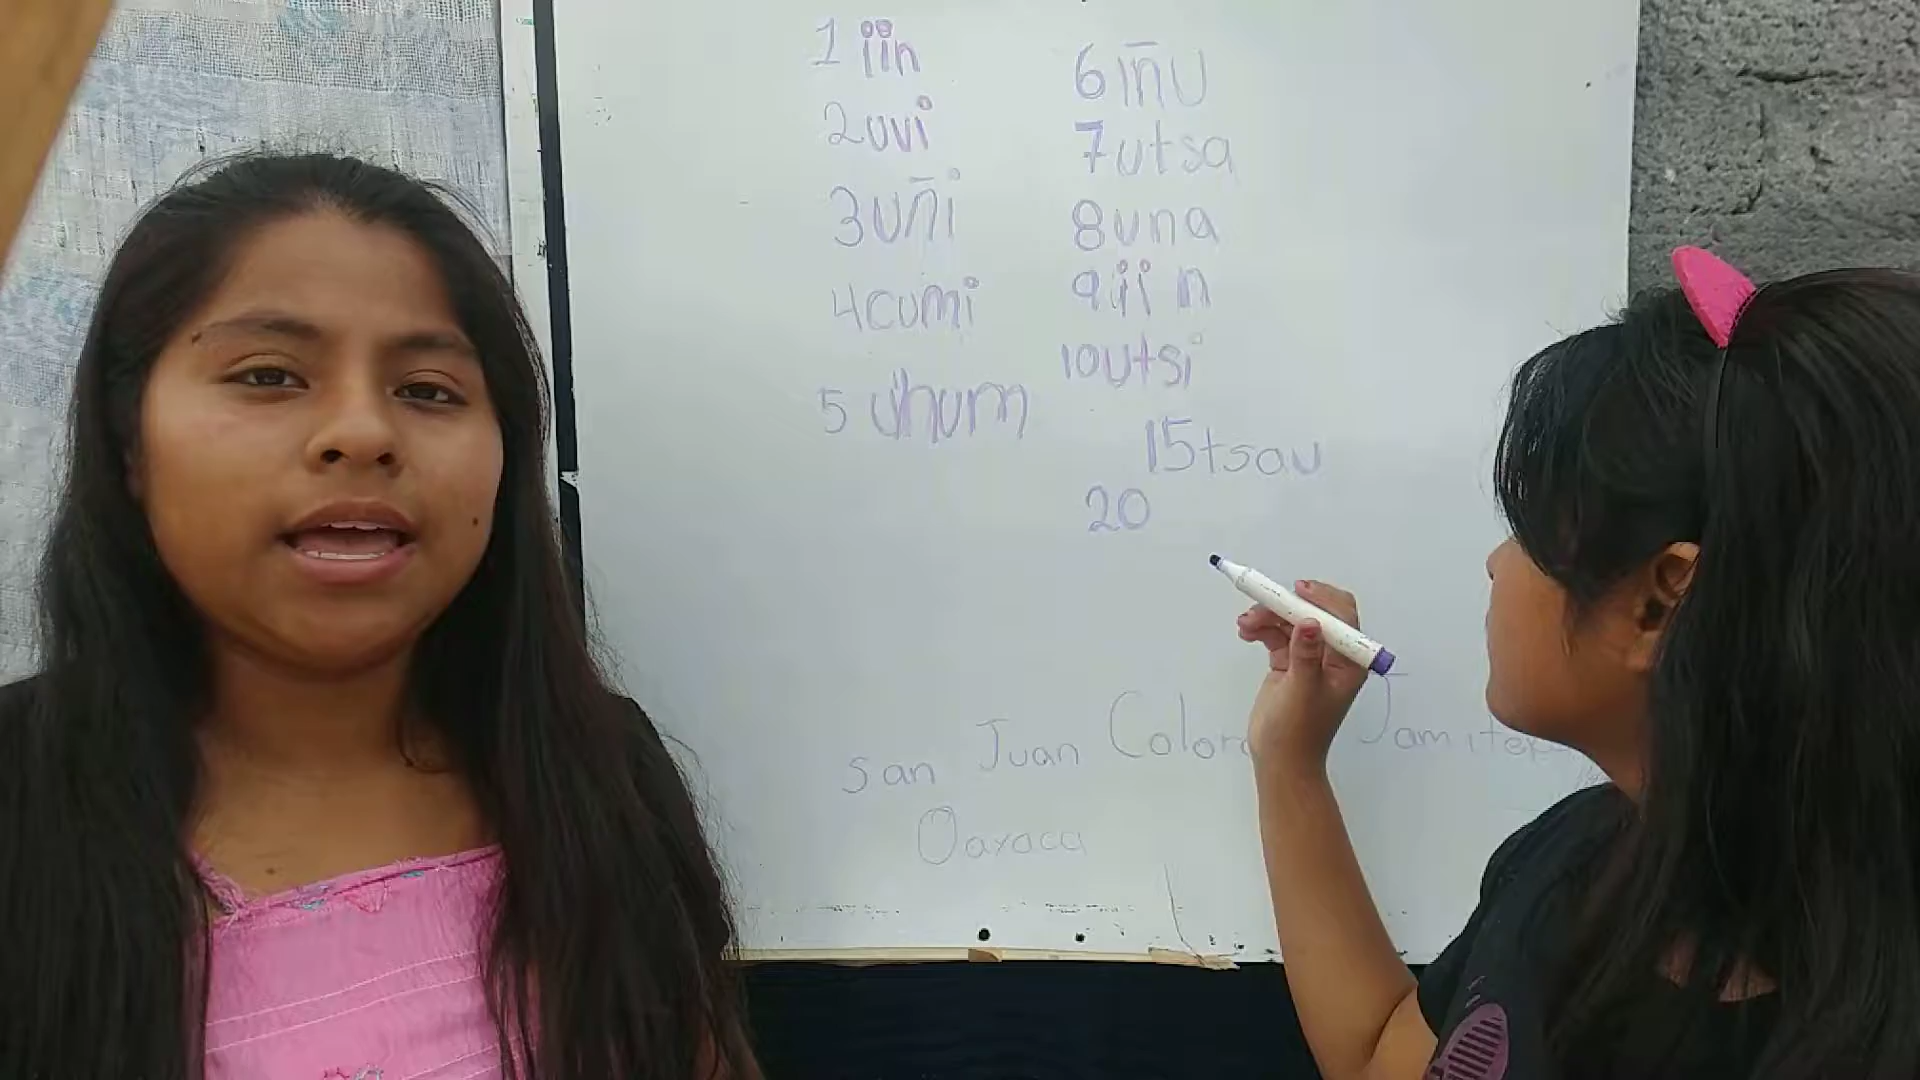 1 iin
2 uvi
3 uñi
4 cumi
5 uhum
6 iñu
7 utsa
8 una
9 iin
10 utsi
15 tsau
20
San Juan Jamiltepec
Oaxaca